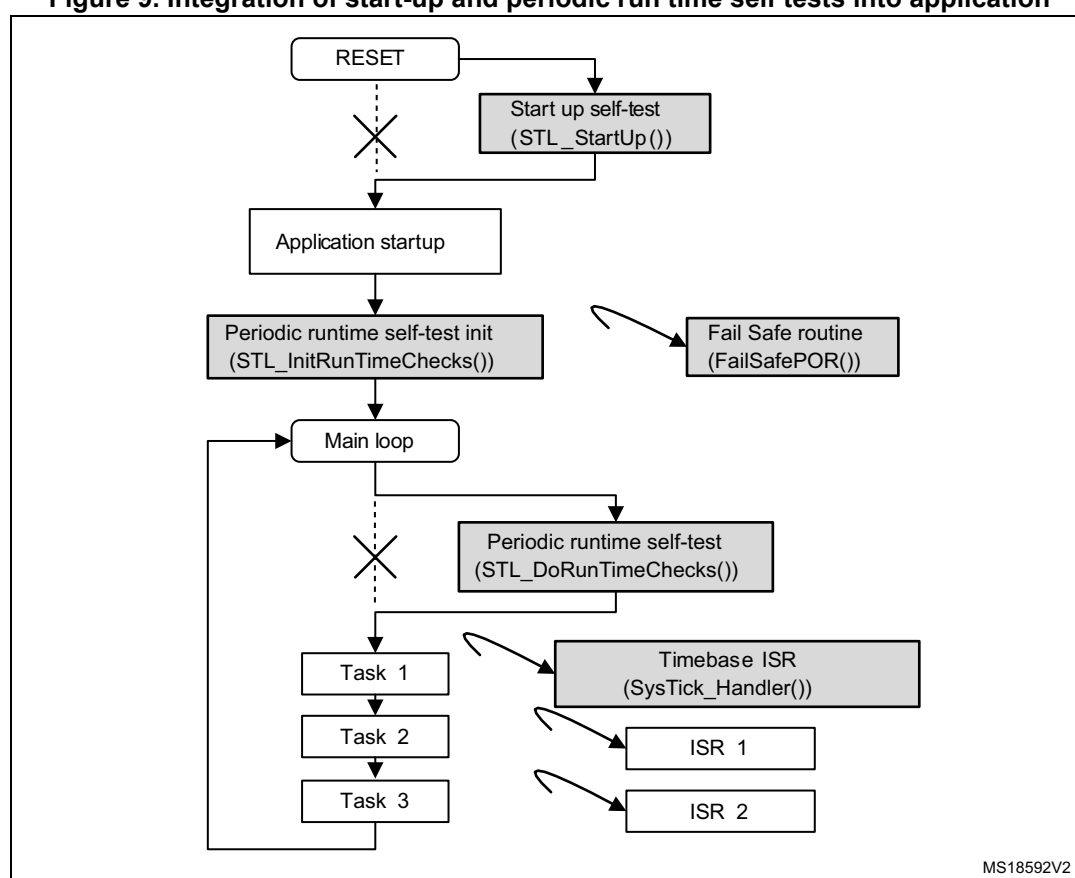 Figure 9. Integration of start-up and periodic run time self tests into application
RESET
Start up self-test
(STL_StartUp())
Application startup
Periodic runtime self-test init
(STL_InitRunTimeChecks())
Fail Safe routine
(FailSafePOR())
Main loop
Periodic runtime self-test
(STL_DoRunTimeChecks())
Task 1
Timebase ISR
(SysTick_Handler())
Task 2
ISR 1
Task 3
ISR 2
MS18592V2